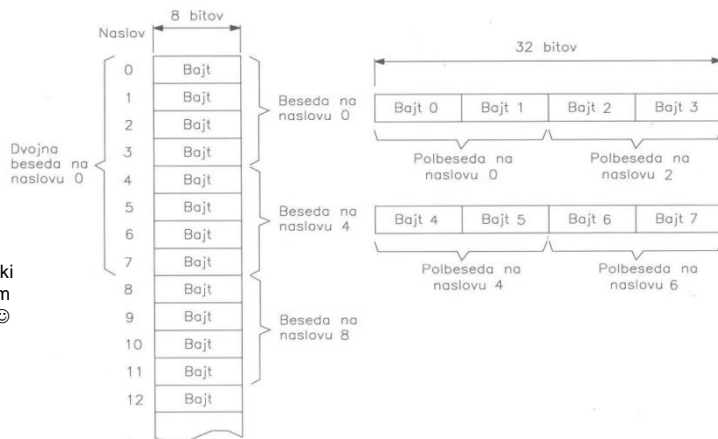 8 bitov
Naslov
0 Bajt
1 Bajt
2 Bajt
3 Bajt
4 Bajt
5 Bajt
6 Bajt
7 Bajt
8 Bajt
9 Bajt
10 Bajt
11 Bajt
12 Bajt
Dvojna
beseda na
naslovu 0
ki
m
☺
Beseda na
naslovu 0
Beseda na
naslovu 4
Beseda na
naslovu 8
32 bitov
Bajt 0 Bajt 1 Bajt 2 Bajt 3
Polbeseda na
naslovu 0
Polbeseda na
naslovu 2
Bajt 4 Bajt 5 Bajt 6 Bajt 7
Polbeseda na
naslovu 4
Polbeseda na
naslovu 6